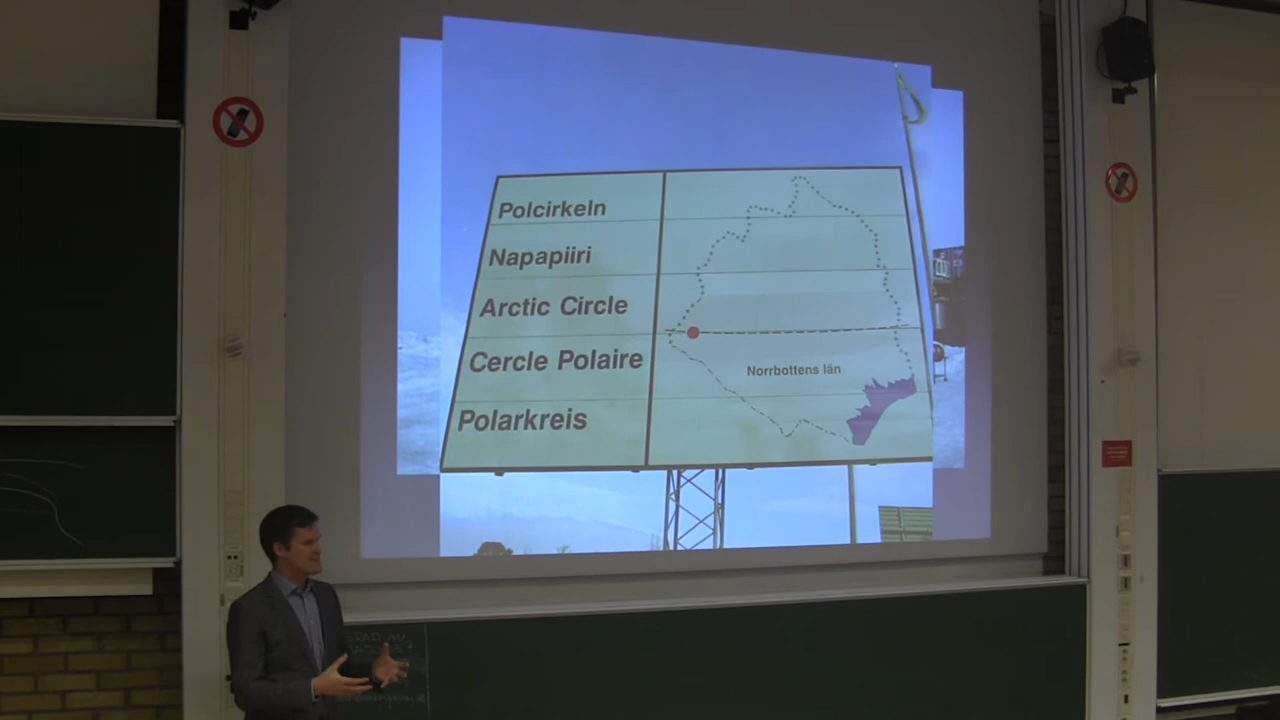 Polcirkeln
Napapiiri
Arctic Circle
Cercle Polaire
Polarkreis
Norrbottens län